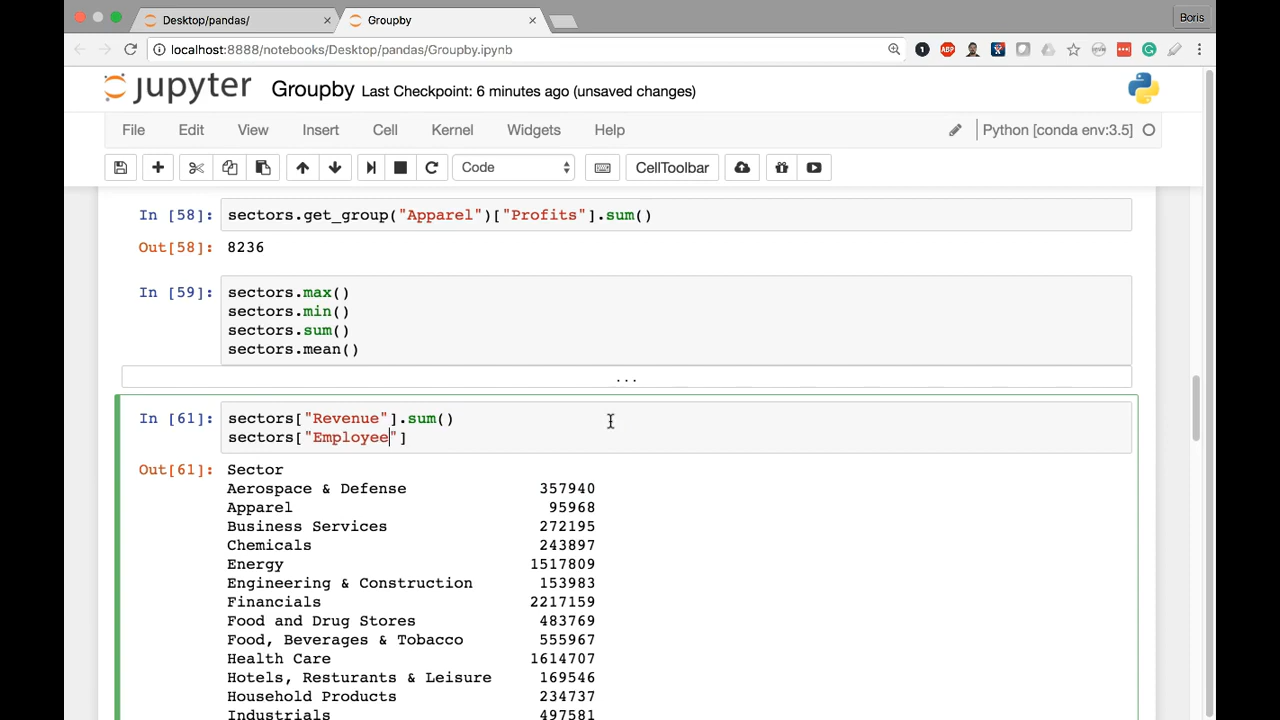 Desktop/pandas/
Groupby
Boris
localhost:8888/notebooks/Desktop/pandas/Groupby.ipynb
jupyter Groupby Last Checkpoint: 6 minutes ago (unsaved changes)
File Edit View Insert Cell Kernel Widgets Help Python [conda env:3.5]
Code CellToolbar
In [58]: sectors.get_group("Apparel")["Profits"].sum()
Out[58]: 8236
In [59]: sectors.max()
sectors.min()
sectors.sum()
sectors.mean()
...
In [61]: sectors["Revenue"].sum()
sectors["Employee"]
Out[61]: Sector
Aerospace & Defense 357940
Apparel 95968
Business Services 272195
Chemicals 243897
Energy 1517809
Engineering & Construction 153983
Financials 2217159
Food and Drug Stores 483769
Food, Beverages & Tobacco 555967
Health Care 1614707
Hotels, Resturants & Leisure 169546
Household Products 234737
Industrials 497581